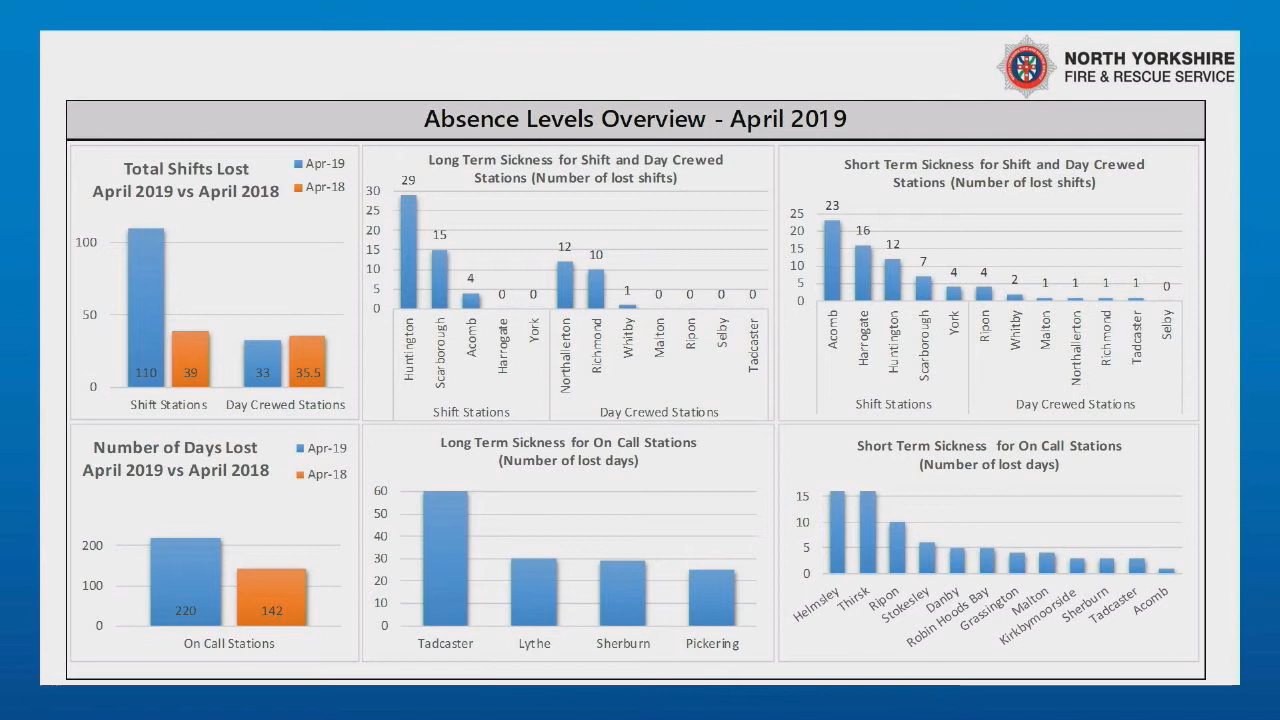 NORTH YORKSHIRE
FIRE & RESCUE SERVICE
Absence Levels Overview - April 2019
Total Shifts Lost
April 2019 vs April 2018
Apr-19
Apr-18
100
50
0
110
39
33
35.5
Shift Stations
Day Crewed Stations
Long Term Sickness for Shift and Day Crewed
Stations (Number of lost shifts)
30
25
20
15
10
5
0
29
15
4
0
0
12
10
1
0
0
0
0
Huntington
Scarborough
Acomb
Harrogate
York
Northallerton
Richmond
Whitby
Malton
Ripon
Selby
Tadcaster
Shift Stations
Day Crewed Stations
Short Term Sickness for Shift and Day Crewed
Stations (Number of lost shifts)
25
20
15
10
5
0
23
16
12
7
4
4
2
1
1
1
1
0
Acomb
Harrogate
Huntington
Scarborough
York
Ripon
Whitby
Malton
Northallerton
Richmond
Tadcaster
Selby
Shift Stations
Day Crewed Stations
Number of Days Lost
April 2019 vs April 2018
Apr-19
Apr-18
200
100
0
220
142
On Call Stations
Long Term Sickness for On Call Stations
(Number of lost days)
60
50
40
30
20
10
0
Tadcaster
Lythe
Sherburn
Pickering
Short Term Sickness for On Call Stations
(Number of lost days)
15
10
5
0
Helmsley
Thirsk
Ripon
Stokesley
Danby
Robin Hoods Bay
Grassington
Malton
Kirkbymoorside
Sherburn
Tadcaster
Acomb